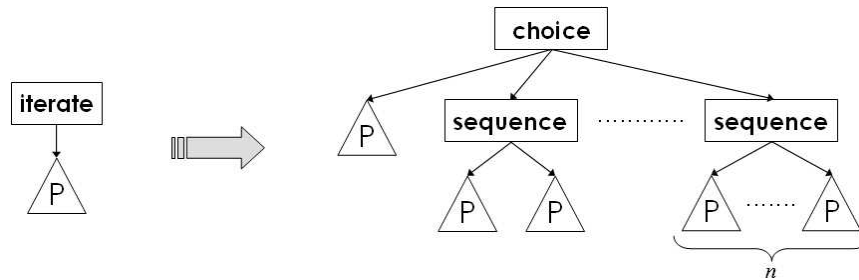 choice
iterate
P
P
sequence
............
sequence
P
P
P
.......
P
n